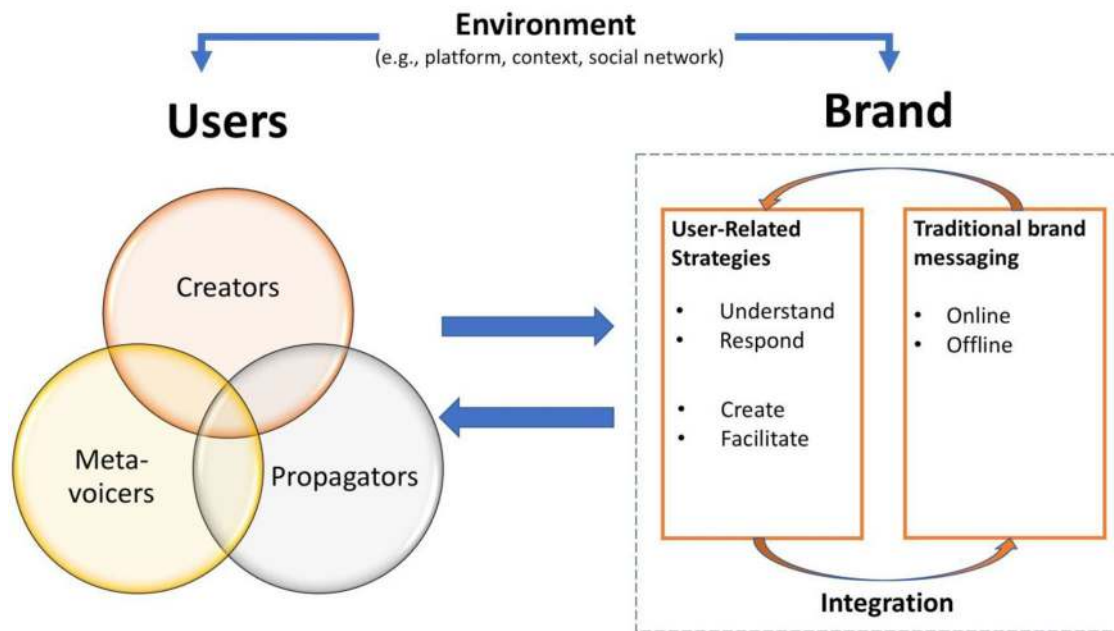 Environment
(e.g., platform, context, social network)
Users
Brand
Creators
Meta-
voicers
Propagators
User-Related
Strategies
• Understand
• Respond
• Create
• Facilitate
Traditional brand
messaging
• Online
• Offline
Integration